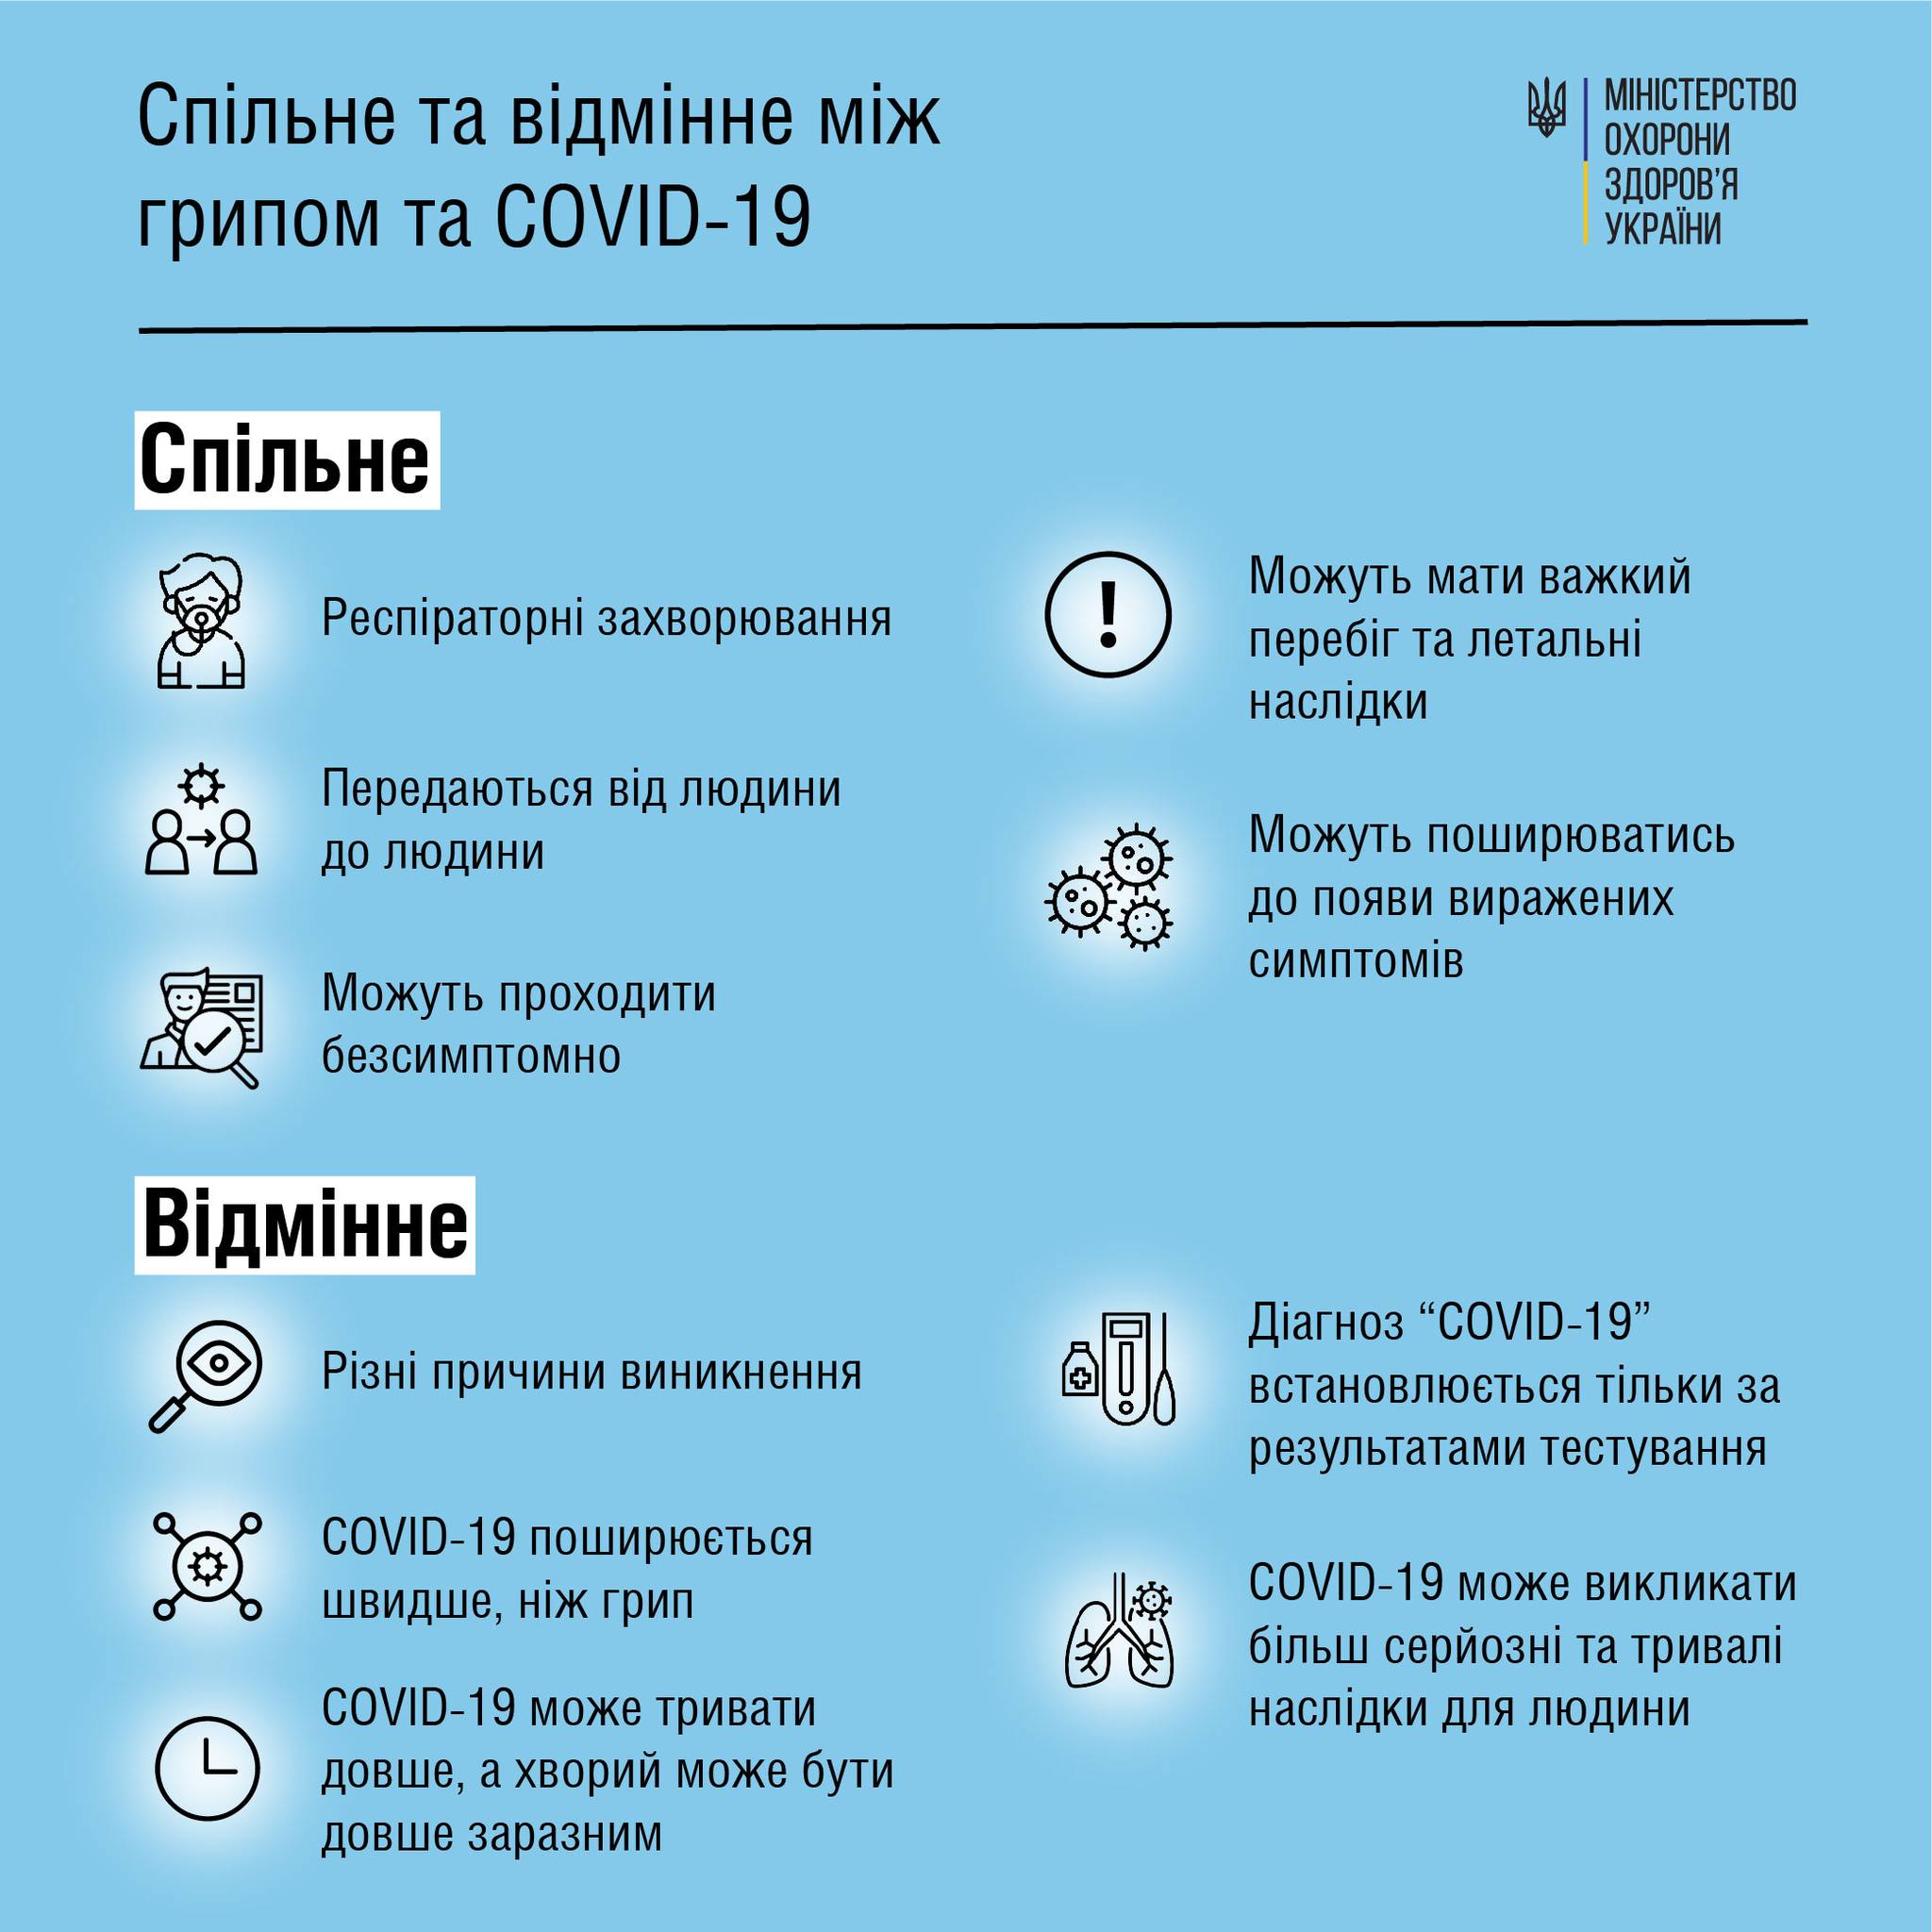 Спільне та відмінне між
грипом та COVID-19
МІНІСТЕРСТВО
ОХОРОНИ
ЗДОРОВ’Я
УКРАЇНИ
Спільне
Респіраторні захворювання
Передаються від людини
до людини
Можуть проходити
безсимптомно
Можуть мати важкий
перебіг та летальні
наслідки
Можуть поширюватись
до появи виражених
симптомів
Відмінне
Різні причини виникнення
COVID-19 поширюється
швидше, ніж грип
COVID-19 може тривати
довше, а хворий може бути
довше заразним
Діагноз “COVID-19”
встановлюється тільки за
результатами тестування
COVID-19 може викликати
більш серйозні та тривалі
наслідки для людини